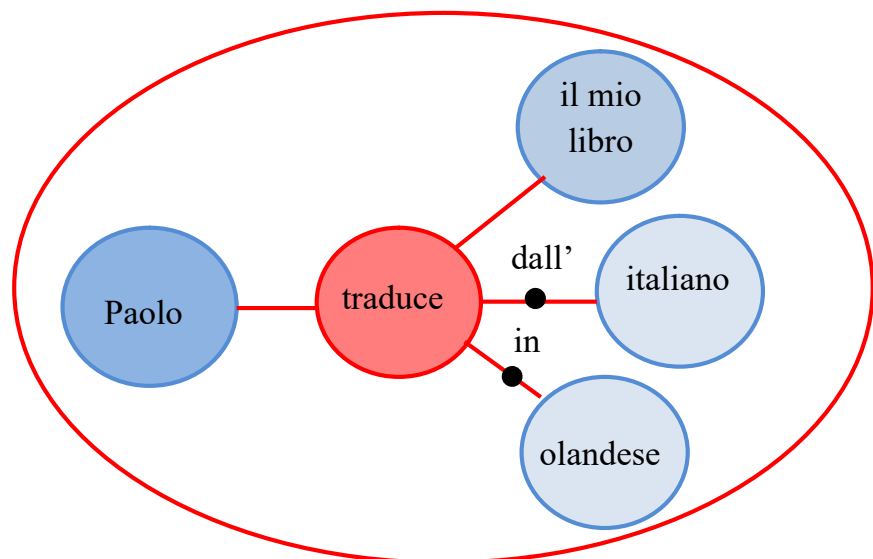 il mio
libro
dall'
italiano
Paolo
traduce
in
olandese